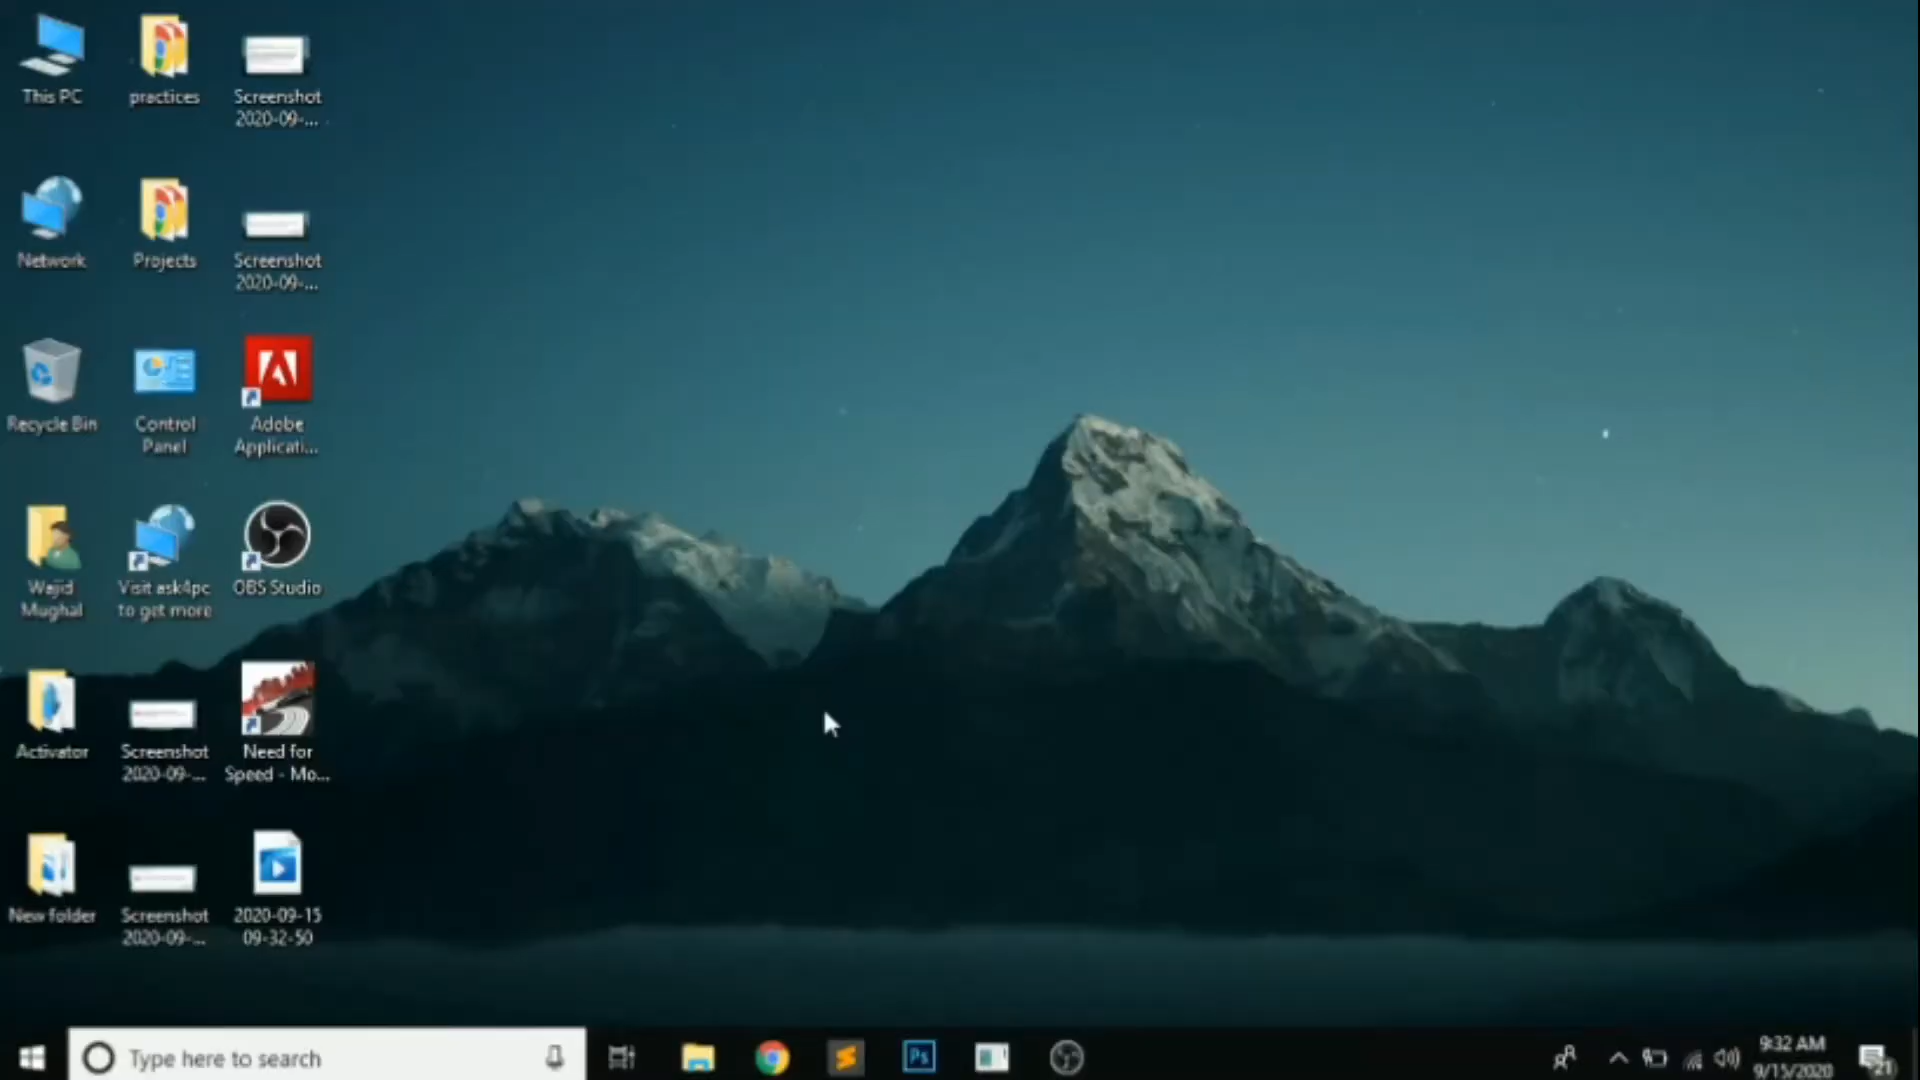 This PC
practices
Screenshot
2020-09-...
Network
Projects
Screenshot
2020-09-...
Recycle Bin
Control
Panel
Adobe
Applicati...
Wajid
Mughal
Visit ask4pc
to get more
OBS Studio
Activator
Screenshot
2020-09-...
Need for
Speed - Mo...
New folder
Screenshot
2020-09-...
2020-09-15
09-32-50
Type here to search
Ps
9:32 AM
9/15/2020
21